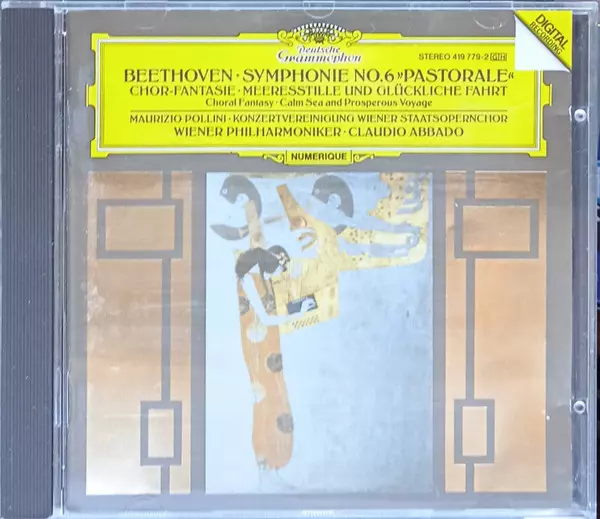 Deutsche
Grammophon
STEREO 419 779-2 GH
DIGITAL
RECORDING
BEETHOVEN · SYMPHONIE NO. 6 »PASTORALE«
CHOR-FANTASIE · MEERESSTILLE UND GLÜCKLICHE FAHRT
Choral Fantasy · Calm Sea and Prosperous Voyage
MAURIZIO POLLINI · KONZERTVEREINIGUNG WIENER STAATSOPERNCHOR
WIENER PHILHARMONIKER · CLAUDIO ABBADO
NUMERIQUE